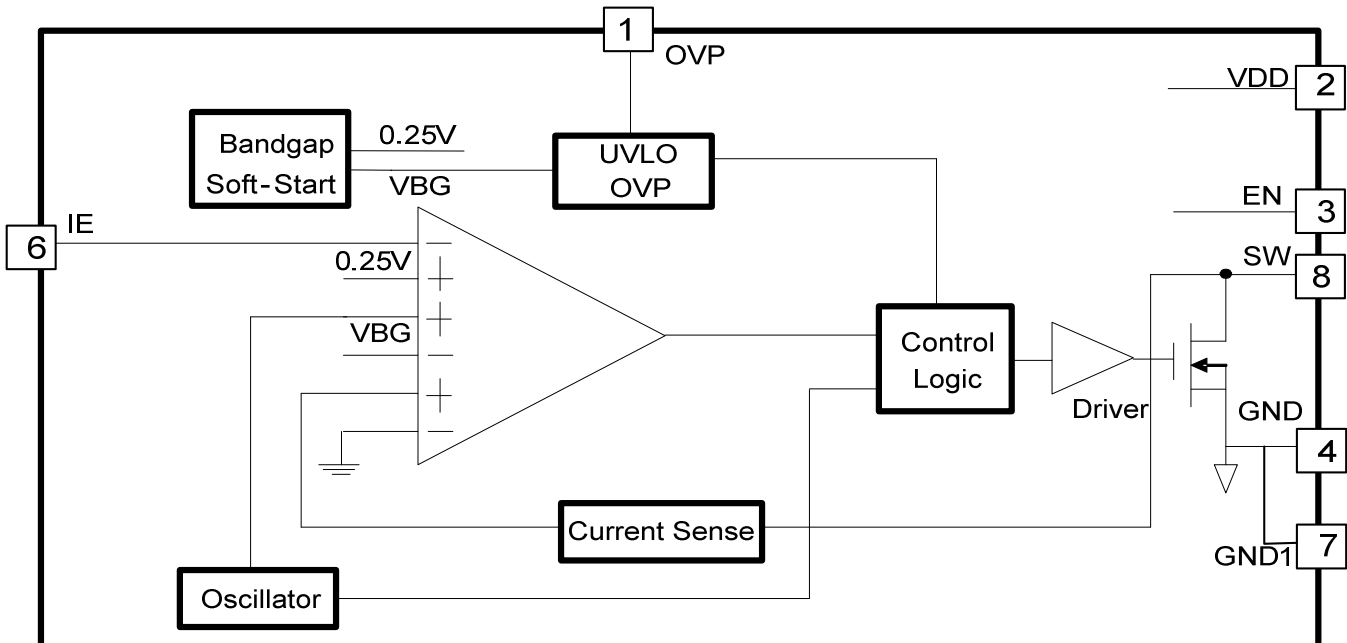 1
OVP
VDD
2
Bandgap
Soft-Start
0.25V
VBG
UVLO
OVP
EN
3
IE
6
SW
8
0.25V
VBG
Control
Logic
Driver
GND
4
Current Sense
GND1
7
Oscillator